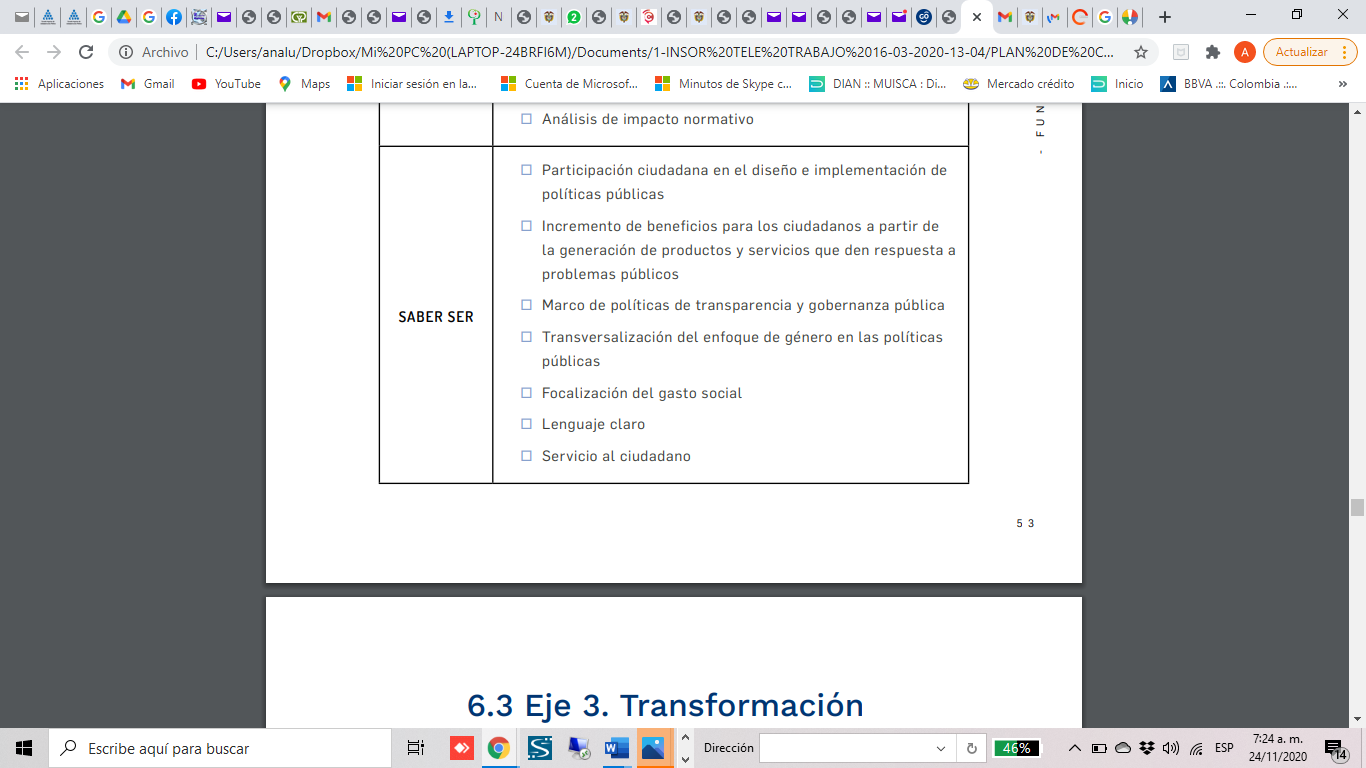 Archivo
C:/Users/analu/Dropbox/Mi%20PC%20(LAPTOP-24BRFI6M)/Documents/1-INSOR%20TELE%20TRABAJO%2016-03-2020-13-04/PLAN%20DE%20C...
A
Actualizar
Aplicaciones
Gmail
YouTube
Maps
Iniciar sesión en la...
Cuenta de Microsof...
Minutos de Skype c...
DIAN :: MUISCA : Di...
Mercado crédito
Inicio
BBVA .::. Colombia .:...
»
Análisis de impacto normativo
FUN
SABER SER
Participación ciudadana en el diseño e implementación de
políticas públicas
Incremento de beneficios para los ciudadanos a partir de
la generación de productos y servicios que den respuesta a
problemas públicos
Marco de políticas de transparencia y gobernanza pública
Transversalización del enfoque de género en las políticas
públicas
Focalización del gasto social
Lenguaje claro
Servicio al ciudadano
53
6.3 Eje 3. Transformación
Escribe aquí para buscar
Dirección
46%
ESP
7:24 a. m.
24/11/2020
14